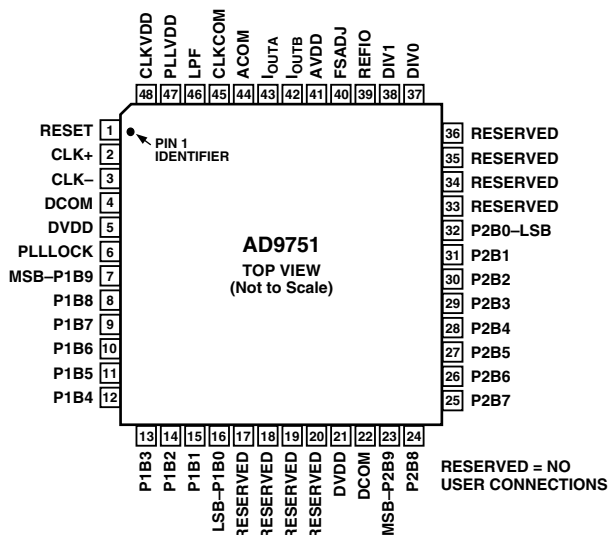 CLKVDD
PLLVDD
LPF
CLKCOM
ACOM
IOUTA
IOUTB
AVDD
FSADJ
REFIO
DIV1
DIV0
48 47 46 45 44 43 42 41 40 39 38 37
RESET 1
CLK+ 2
CLK– 3
DCOM 4
DVDD 5
PLLLOCK 6
MSB–P1B9 7
P1B8 8
P1B7 9
P1B6 10
P1B5 11
P1B4 12
PIN 1
IDENTIFIER
AD9751
TOP VIEW
(Not to Scale)
36 RESERVED
35 RESERVED
34 RESERVED
33 RESERVED
32 P2B0–LSB
31 P2B1
30 P2B2
29 P2B3
28 P2B4
27 P2B5
26 P2B6
25 P2B7
13 14 15 16 17 18 19 20 21 22 23 24
P1B3
P1B2
P1B1
LSB–P1B0
RESERVED
RESERVED
RESERVED
RESERVED
DVDD
DCOM
MSB–P2B9
P2B8
RESERVED = NO
USER CONNECTIONS